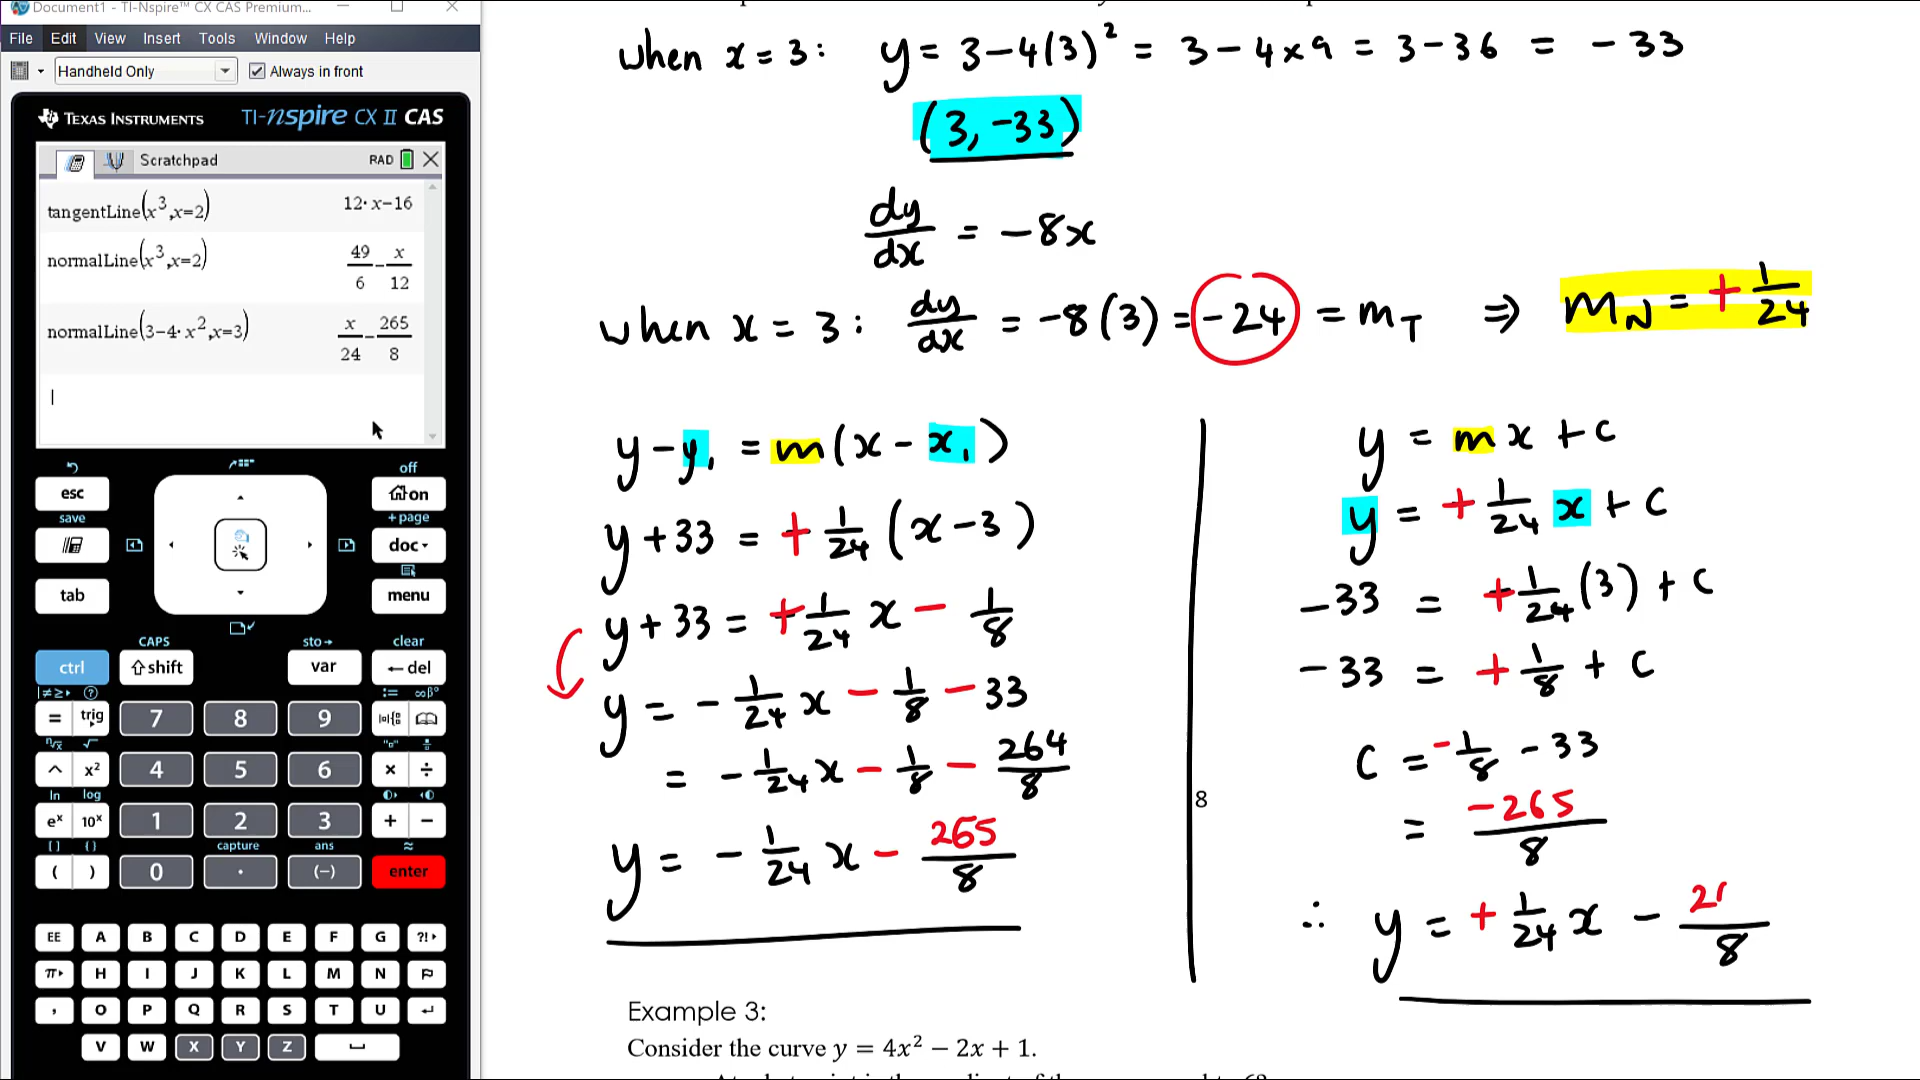 Document1 - TI-Nspire™ CX CAS Premium...
File Edit View Insert Tools Window Help
Handheld Only Always in front
TEXAS INSTRUMENTS TI-nspire CX II CAS
Scratchpad RAD
tangentLine(x³,x=2) 12·x−16
normalLine(x³,x=2) 49/6 − x/12
normalLine(3−4·x²,x=3) x/24 − 265/8
off
esc on
save + page
doc
tab menu
CAPS sto→ clear
ctrl shift var ←del
|≠≥▸ ? := ∞β°
= trig 7 8 9
ⁿ√x √
^ x² 4 5 6 × ÷
ln log
eˣ 10ˣ 1 2 3 + −
[ ] { } capture ans ≈
( ) 0 . (−) enter
EE A B C D E F G ?!▸
π▸ H I J K L M N
, O P Q R S T U ↵
V W X Y Z
when x = 3 : y = 3 − 4(3)² = 3 − 4×9 = 3 − 36 = −33
(3, −33)
dy/dx = −8x
when x = 3 : dy/dx = −8(3) = −24 = m_T ⇒ m_N = + 1/24
y − y₁ = m(x − x₁)
y + 33 = + 1/24 (x − 3)
y + 33 = + 1/24 x − 1/8
y = − 1/24 x − 1/8 − 33
= − 1/24 x − 1/8 − 264/8
y = − 1/24 x − 265/8
y = mx + c
y = + 1/24 x + c
−33 = + 1/24 (3) + c
−33 = + 1/8 + c
c = − 1/8 − 33
= −265/8
8
∴ y = + 1/24 x −  /8
Example 3:
Consider the curve y = 4x² − 2x + 1.